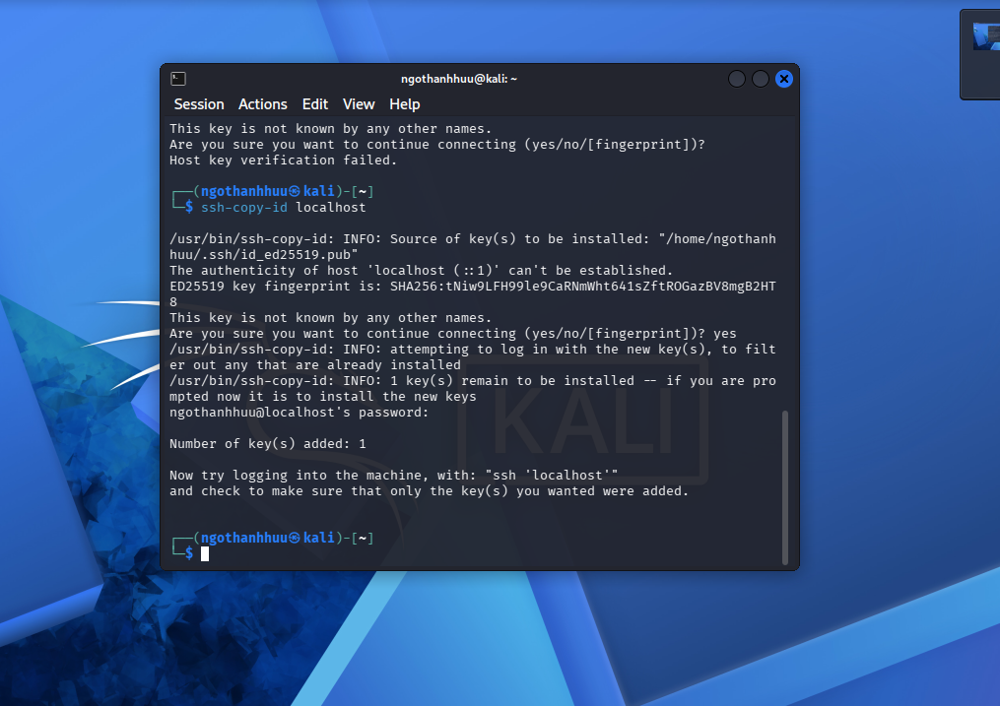 ngothanhhuu@kali: ~
Session Actions Edit View Help
This key is not known by any other names.
Are you sure you want to continue connecting (yes/no/[fingerprint])?
Host key verification failed.
┌──(ngothanhhuu㉿kali)-[~]
└─$ ssh-copy-id localhost
/usr/bin/ssh-copy-id: INFO: Source of key(s) to be installed: "/home/ngothanh
huu/.ssh/id_ed25519.pub"
The authenticity of host 'localhost (::1)' can't be established.
ED25519 key fingerprint is: SHA256:tNiw9LFH99le9CaRNmWht641sZftROGazBV8mgB2HT
8
This key is not known by any other names.
Are you sure you want to continue connecting (yes/no/[fingerprint])? yes
/usr/bin/ssh-copy-id: INFO: attempting to log in with the new key(s), to filt
er out any that are already installed
/usr/bin/ssh-copy-id: INFO: 1 key(s) remain to be installed -- if you are pro
mpted now it is to install the new keys
ngothanhhuu@localhost's password:
KALI
Number of key(s) added: 1
Now try logging into the machine, with: "ssh 'localhost'"
and check to make sure that only the key(s) you wanted were added.
┌──(ngothanhhuu㉿kali)-[~]
└─$